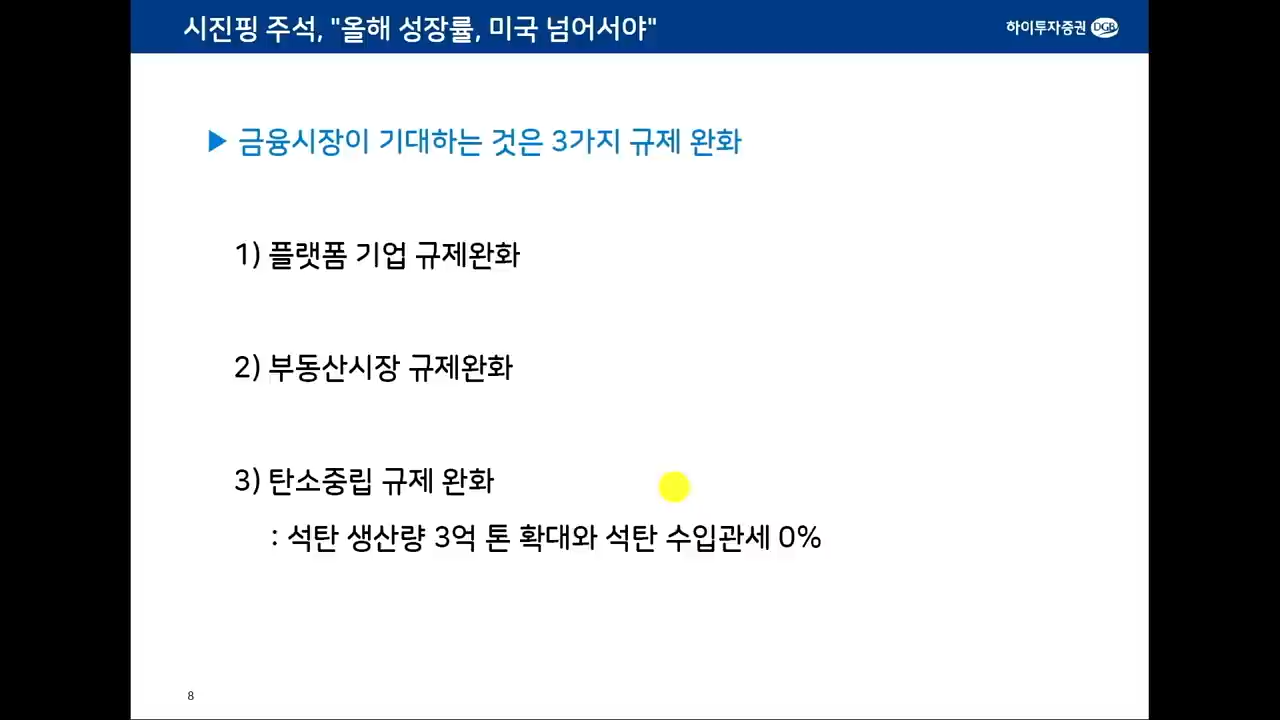 시진핑 주석, "올해 성장률, 미국 넘어서야"
하이투자증권 DGB
▶ 금융시장이 기대하는 것은 3가지 규제 완화
1) 플랫폼 기업 규제완화
2) 부동산시장 규제완화
3) 탄소중립 규제 완화
: 석탄 생산량 3억 톤 확대와 석탄 수입관세 0%
8